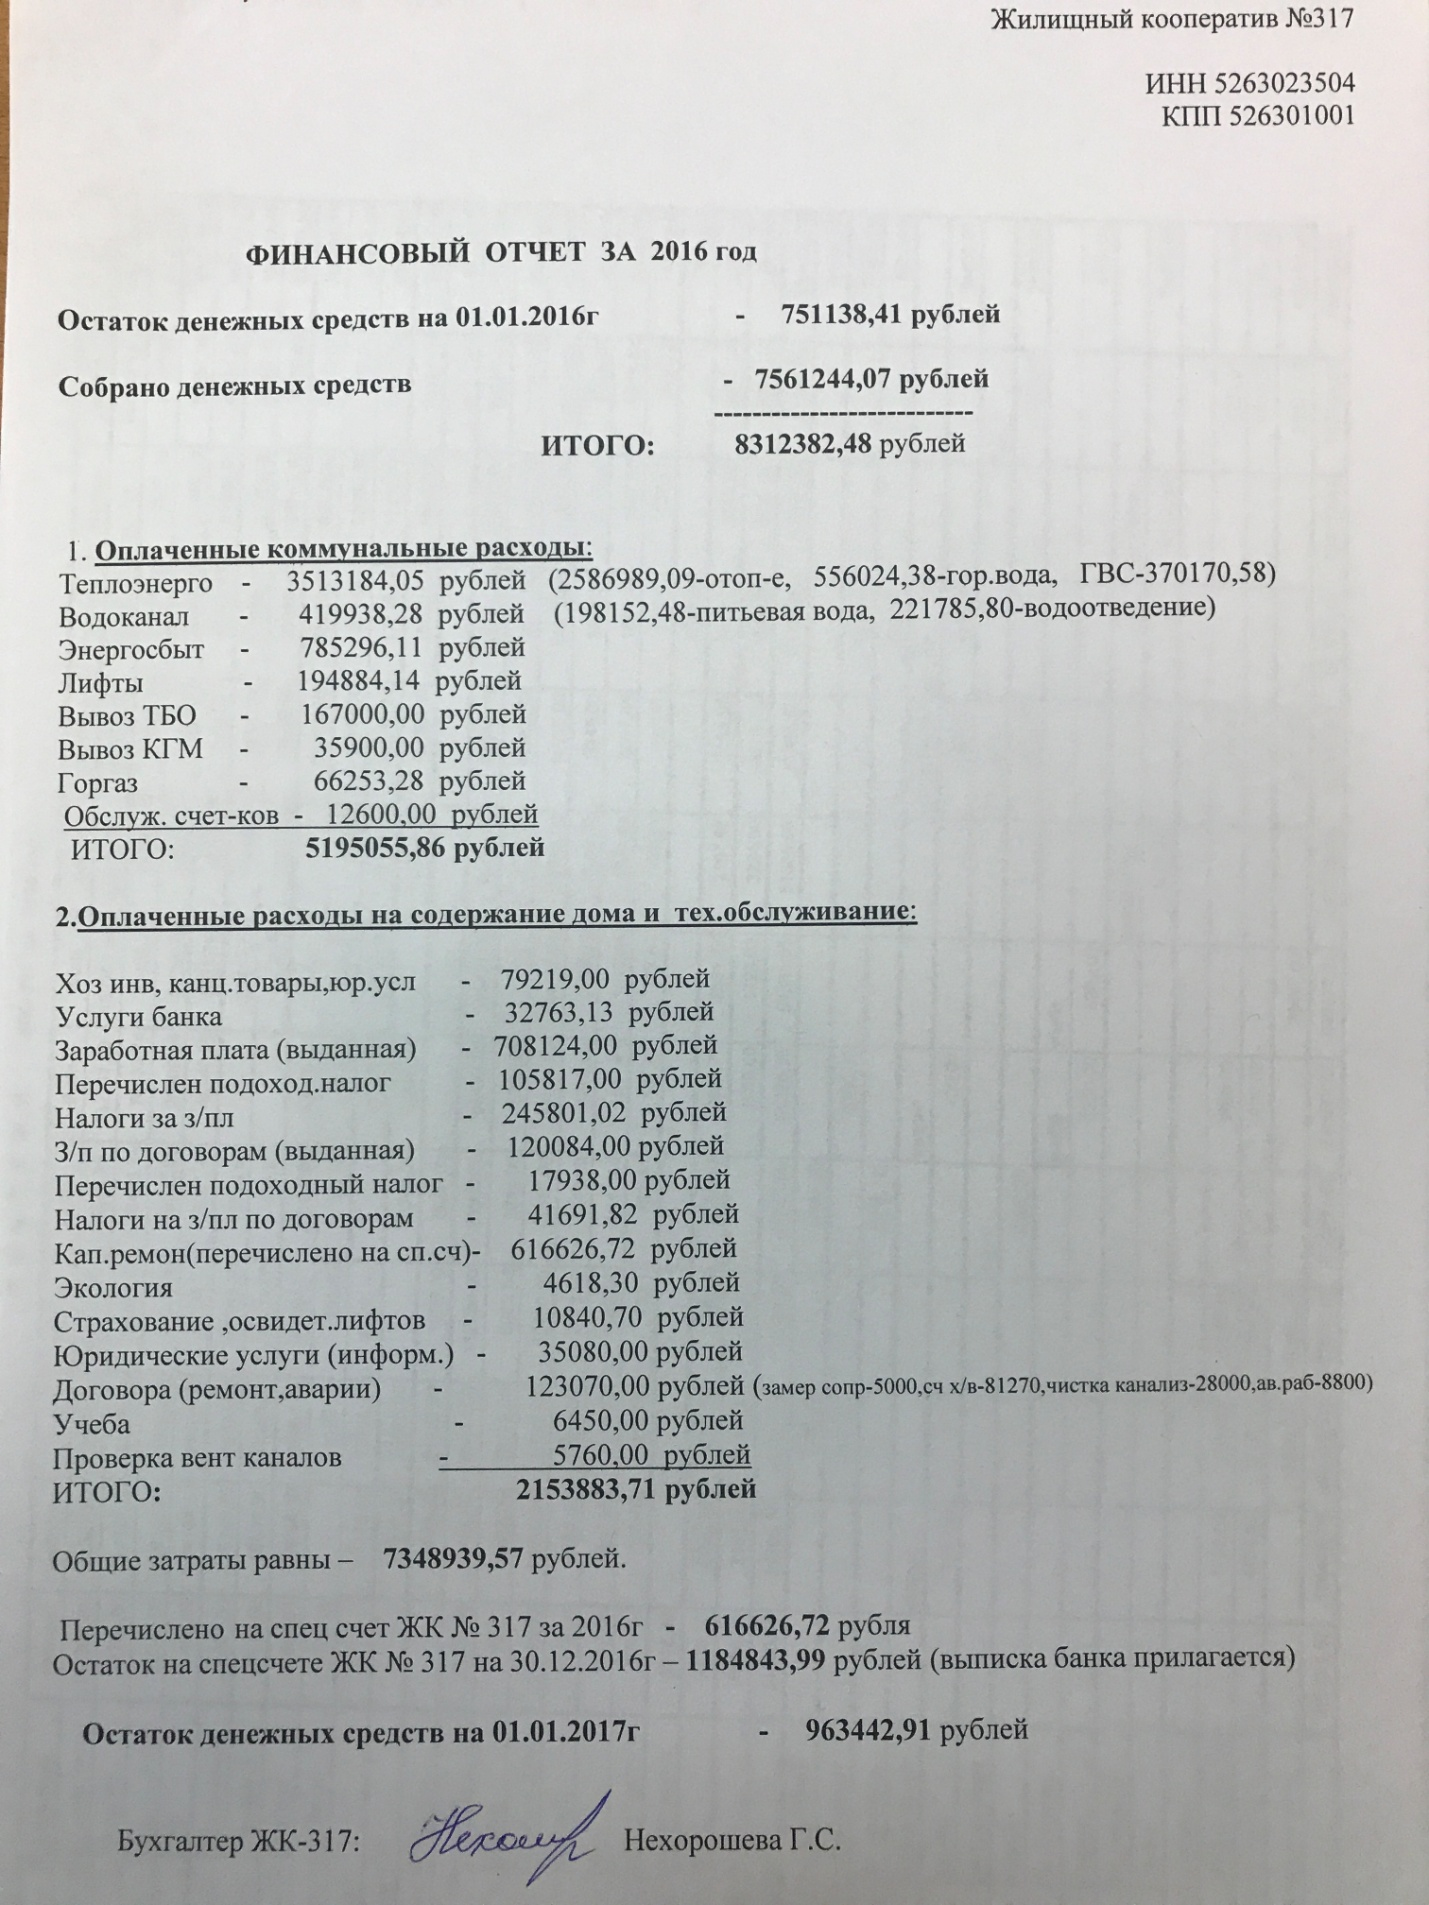 Жилищный кооператив №317
ИНН 5263023504
КПП 526301001
ФИНАНСОВЫЙ ОТЧЕТ ЗА 2016 год
Остаток денежных средств на 01.01.2016г - 751138,41 рублей
Собрано денежных средств - 7561244,07 рублей
---------------------------
ИТОГО: 8312382,48 рублей
1. Оплаченные коммунальные расходы:
Теплоэнерго - 3513184,05 рублей (2586989,09-отоп-е, 556024,38-гор.вода, ГВС-370170,58)
Водоканал - 419938,28 рублей (198152,48-питьевая вода, 221785,80-водоотведение)
Энергосбыт - 785296,11 рублей
Лифты - 194884,14 рублей
Вывоз ТБО - 167000,00 рублей
Вывоз КГМ - 35900,00 рублей
Горгаз - 66253,28 рублей
Обслуж. счет-ков - 12600,00 рублей
ИТОГО: 5195055,86 рублей
2.Оплаченные расходы на содержание дома и тех.обслуживание:
Хоз инв, канц.товары,юр.усл - 79219,00 рублей
Услуги банка - 32763,13 рублей
Заработная плата (выданная) - 708124,00 рублей
Перечислен подоход.налог - 105817,00 рублей
Налоги за з/пл - 245801,02 рублей
З/п по договорам (выданная) - 120084,00 рублей
Перечислен подоходный налог - 17938,00 рублей
Налоги на з/пл по договорам - 41691,82 рублей
Кап.ремон(перечислено на сп.сч)- 616626,72 рублей
Экология - 4618,30 рублей
Страхование ,освидет.лифтов - 10840,70 рублей
Юридические услуги (информ.) - 35080,00 рублей
Договора (ремонт,аварии) - 123070,00 рублей (замер сопр-5000,сч х/в-81270,чистка канализ-28000,ав.раб-8800)
Учеба - 6450,00 рублей
Проверка вент каналов - 5760,00 рублей
ИТОГО: 2153883,71 рублей
Общие затраты равны – 7348939,57 рублей.
Перечислено на спец счет ЖК № 317 за 2016г - 616626,72 рубля
Остаток на спецсчете ЖК № 317 на 30.12.2016г – 1184843,99 рублей (выписка банка прилагается)
Остаток денежных средств на 01.01.2017г - 963442,91 рублей
Бухгалтер ЖК-317: Нехорошева Г.С.